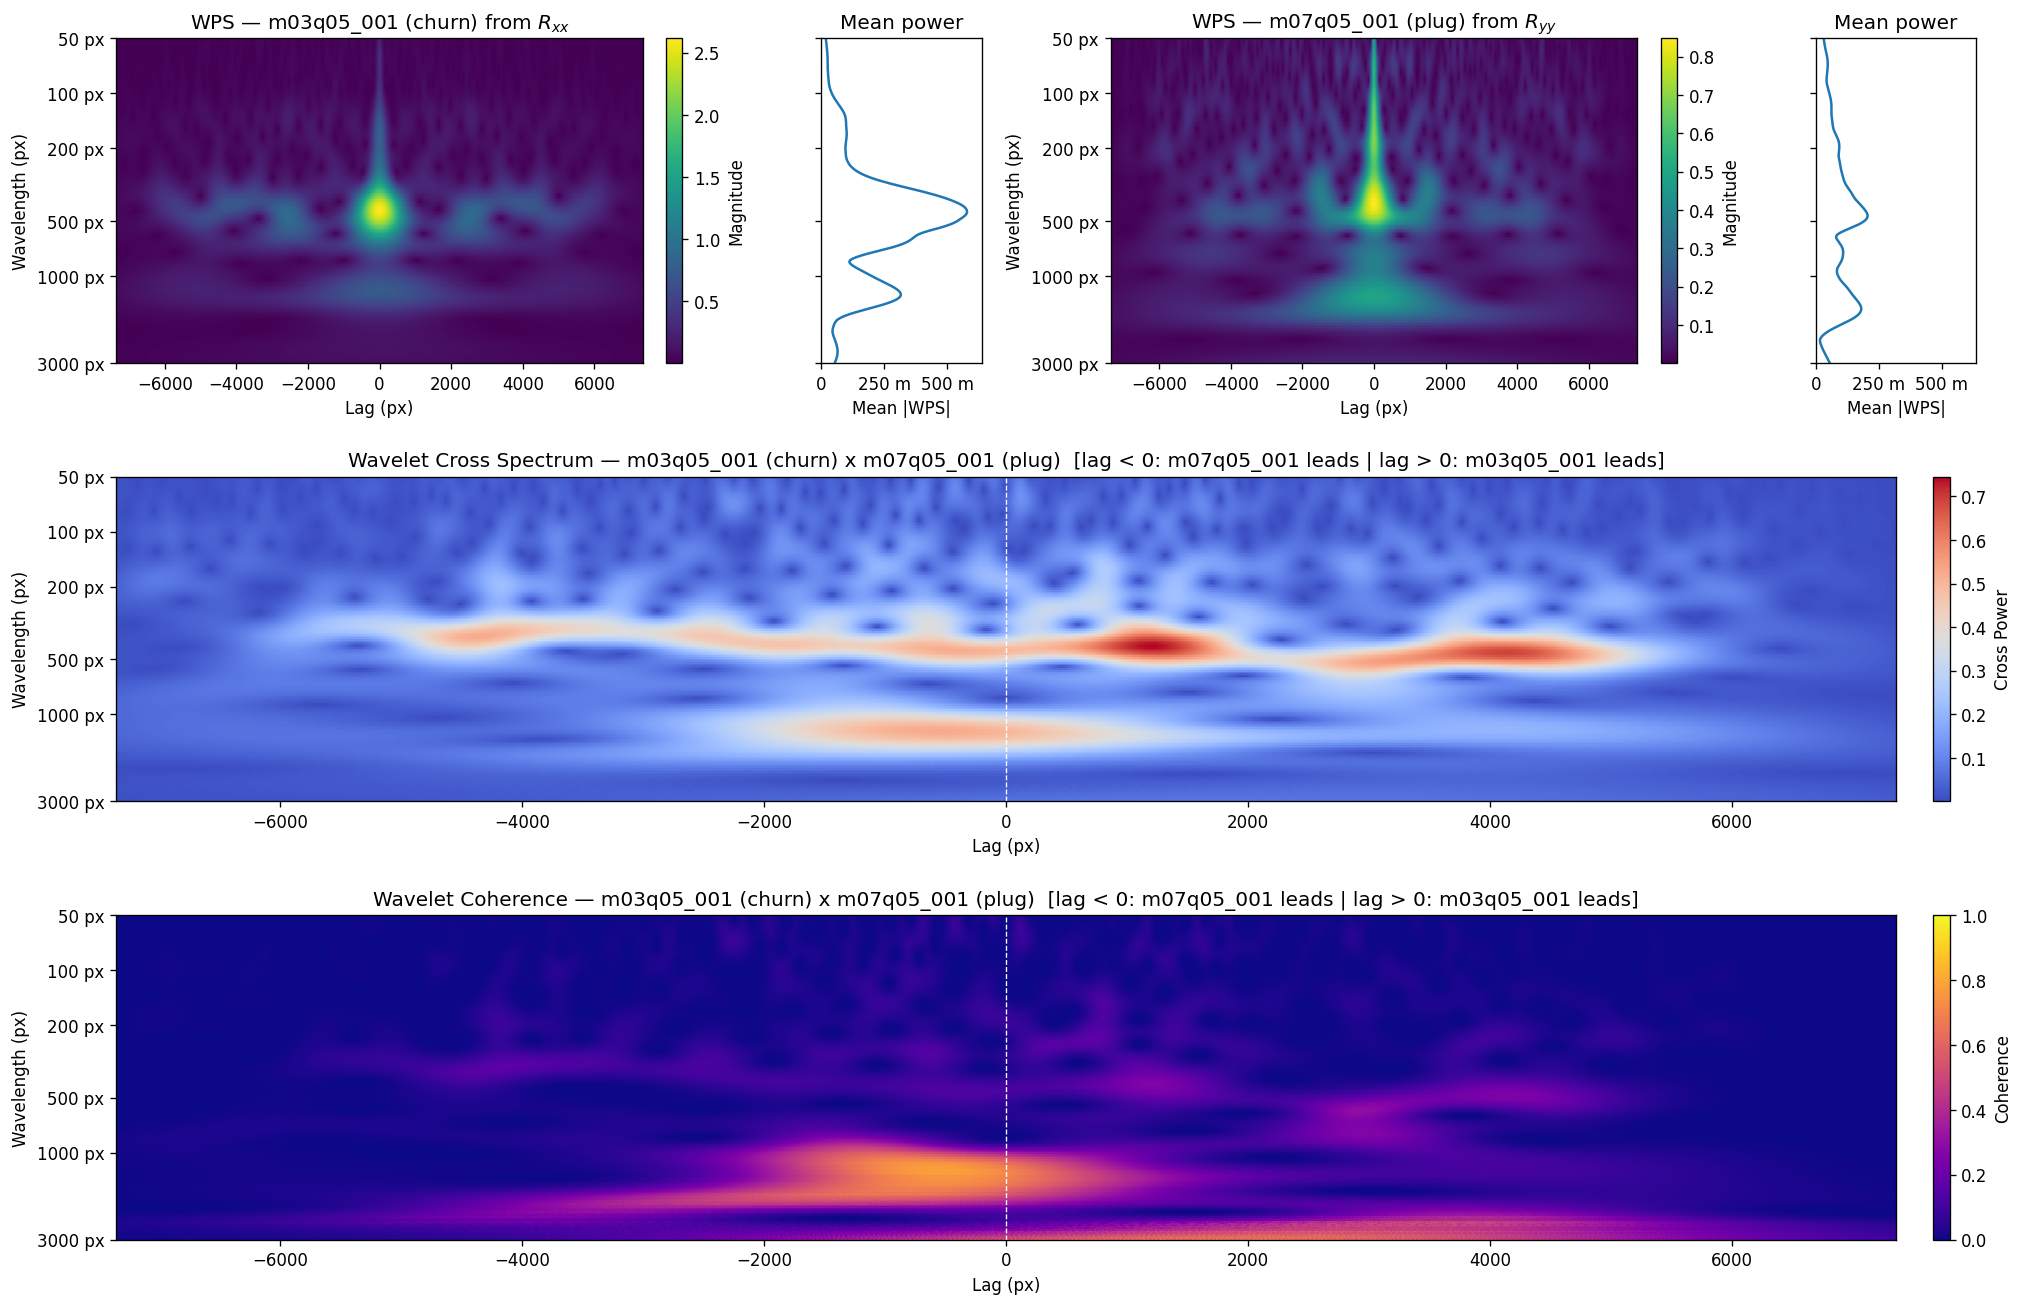 WPS — m03q05_001 (churn) from Rxx
Mean power
WPS — m07q05_001 (plug) from Ryy
Mean power
50 px
100 px
200 px
500 px
1000 px
3000 px
Wavelength (px)
−6000 −4000 −2000 0 2000 4000 6000
Lag (px)
2.5
2.0
1.5
1.0
0.5
Magnitude
0 250 m 500 m
Mean |WPS|
50 px
100 px
200 px
500 px
1000 px
3000 px
Wavelength (px)
−6000 −4000 −2000 0 2000 4000 6000
Lag (px)
0.8
0.7
0.6
0.5
0.4
0.3
0.2
0.1
Magnitude
0 250 m 500 m
Mean |WPS|
Wavelet Cross Spectrum — m03q05_001 (churn) x m07q05_001 (plug) [lag < 0: m07q05_001 leads | lag > 0: m03q05_001 leads]
50 px
100 px
200 px
500 px
1000 px
3000 px
Wavelength (px)
−6000 −4000 −2000 0 2000 4000 6000
Lag (px)
0.7
0.6
0.5
0.4
0.3
0.2
0.1
Cross Power
Wavelet Coherence — m03q05_001 (churn) x m07q05_001 (plug) [lag < 0: m07q05_001 leads | lag > 0: m03q05_001 leads]
50 px
100 px
200 px
500 px
1000 px
3000 px
Wavelength (px)
−6000 −4000 −2000 0 2000 4000 6000
Lag (px)
1.0
0.8
0.6
0.4
0.2
0.0
Coherence